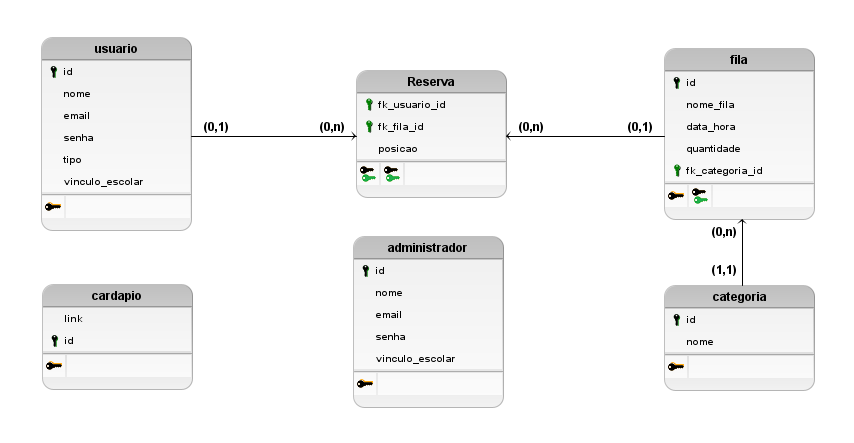 usuario
id
nome
email
senha
tipo
vinculo_escolar
(0,1)
(0,n)
Reserva
fk_usuario_id
fk_fila_id
posicao
(0,n)
(0,1)
fila
id
nome_fila
data_hora
quantidade
fk_categoria_id
(0,n)
(1,1)
cardapio
link
id
administrador
id
nome
email
senha
vinculo_escolar
categoria
id
nome